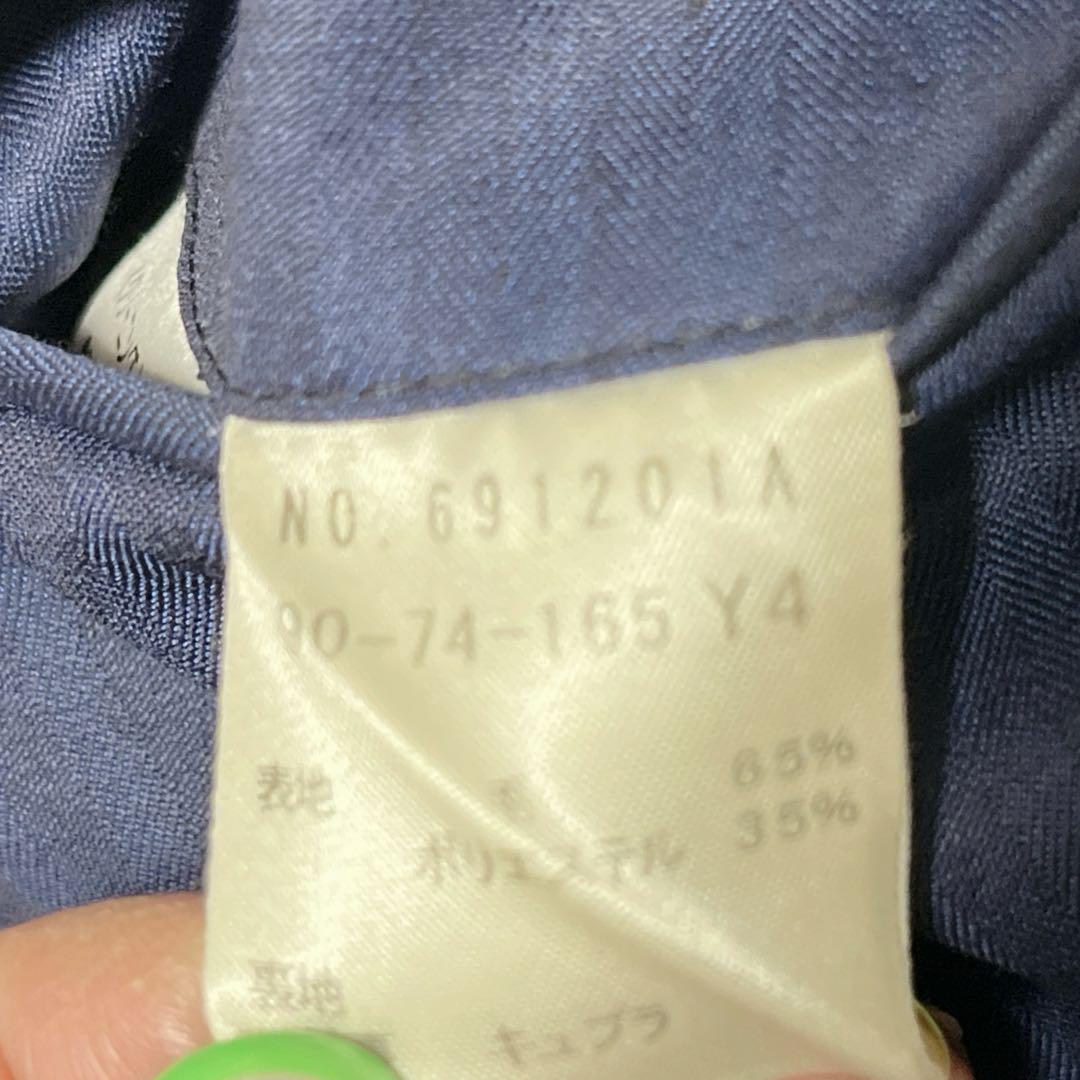 NO. 691201A
90-74-165 Y4
表地 毛 65%
ポリエステル 35%
裏地
キュプラ